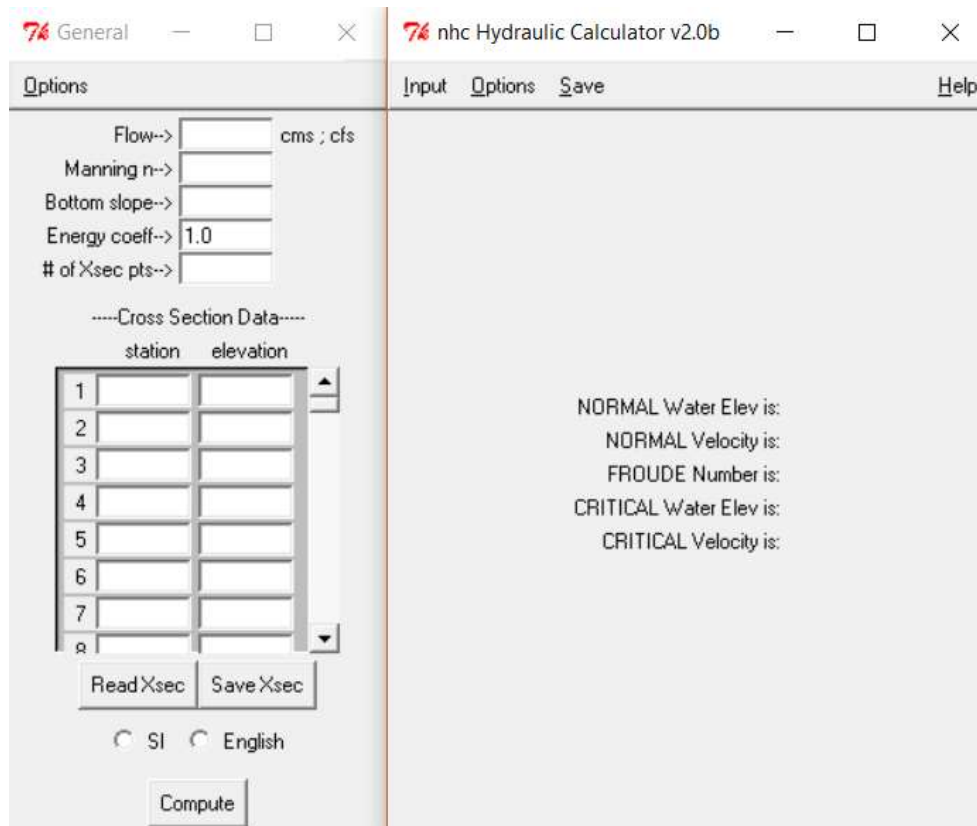 General
Options
Flow--> cms ; cfs
Manning n-->
Bottom slope-->
Energy coeff--> 1.0
# of Xsec pts-->
-----Cross Section Data-----
station elevation
1
2
3
4
5
6
7
8
Read Xsec Save Xsec
SI English
Compute
nhc Hydraulic Calculator v2.0b
Input Options Save Help
NORMAL Water Elev is:
NORMAL Velocity is:
FROUDE Number is:
CRITICAL Water Elev is:
CRITICAL Velocity is: